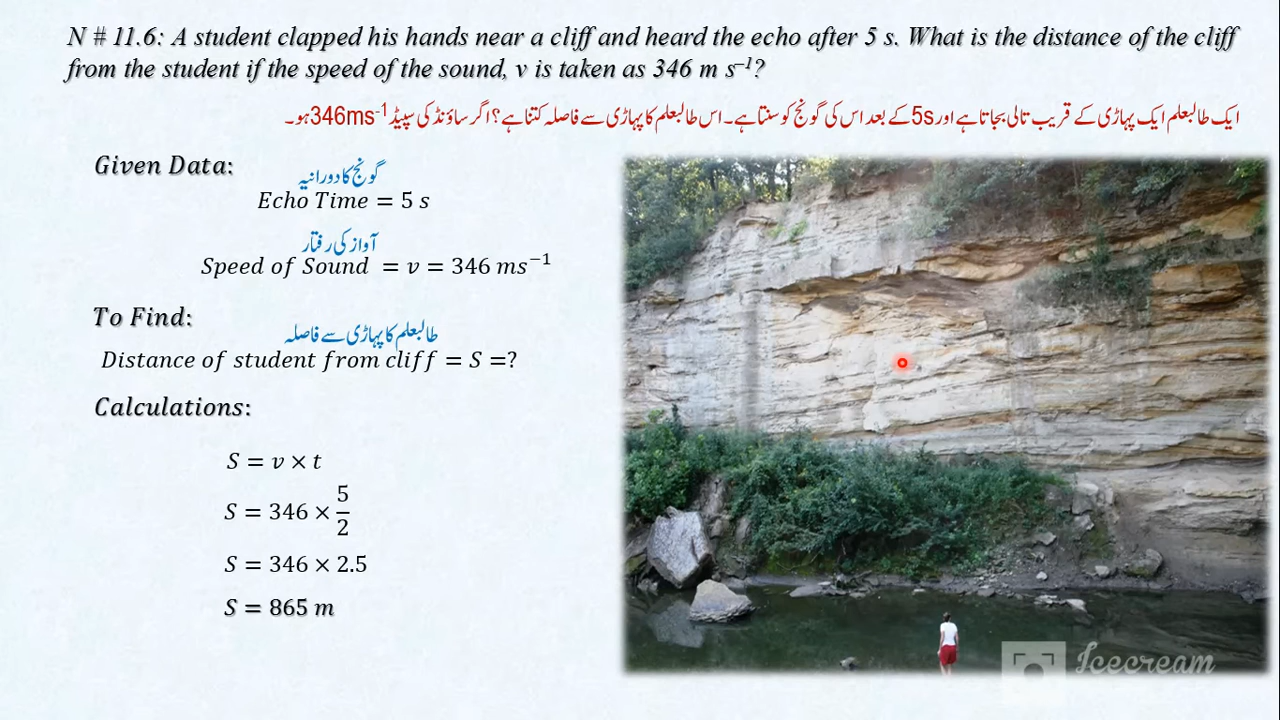 N # 11.6: A student clapped his hands near a cliff and heard the echo after 5 s. What is the distance of the cliff
from the student if the speed of the sound, v is taken as 346 m s⁻¹?
ایک طالبعلم ایک پہاڑی کے قریب تالی بجاتا ہے اور 5s کے بعد اس کی گونج کو سنتا ہے۔ اس طالبعلم کا پہاڑی سے فاصلہ کتنا ہے؟ اگر ساؤنڈ کی سپیڈ 346ms⁻¹ ہو۔
Given Data:
گونج کا دورانیہ
Echo Time = 5 s
آواز کی رفتار
Speed of Sound = v = 346 ms⁻¹
To Find:
طالبعلم کا پہاڑی سے فاصلہ
Distance of student from cliff = S =?
Calculations:
S = v × t
S = 346 × 5/2
S = 346 × 2.5
S = 865 m
Icecream